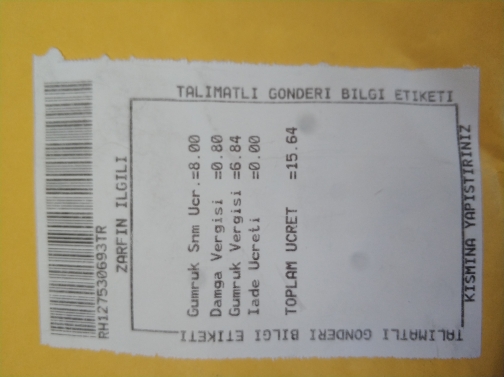 TALIMATLI GONDERI BILGI ETIKETI
Gumruk Snm Ucr.=8.00
Damga Vergisi =0.80
Gumruk Vergisi =6.84
Iade Ucreti =0.00
TOPLAM UCRET =15.64
KISMINA YAPISTIRINIZ
TALIMATLI GONDERI BILGI ETIKETI
ZARFIN ILGILI
RH127530693TR